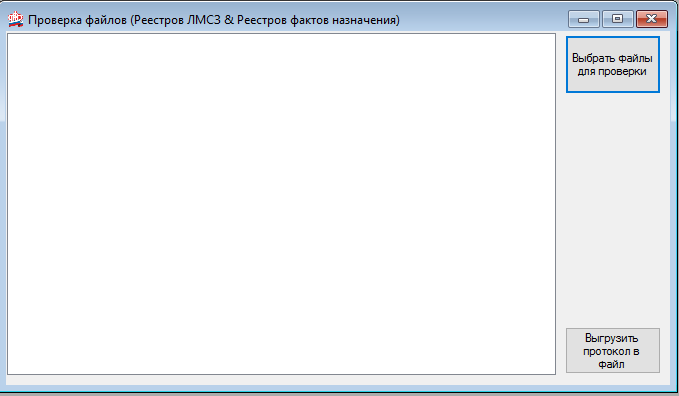 Проверка файлов (Реестров ЛМСЗ & Реестров фактов назначения)
Выбрать файлы
для проверки
Выгрузить
протокол в
файл